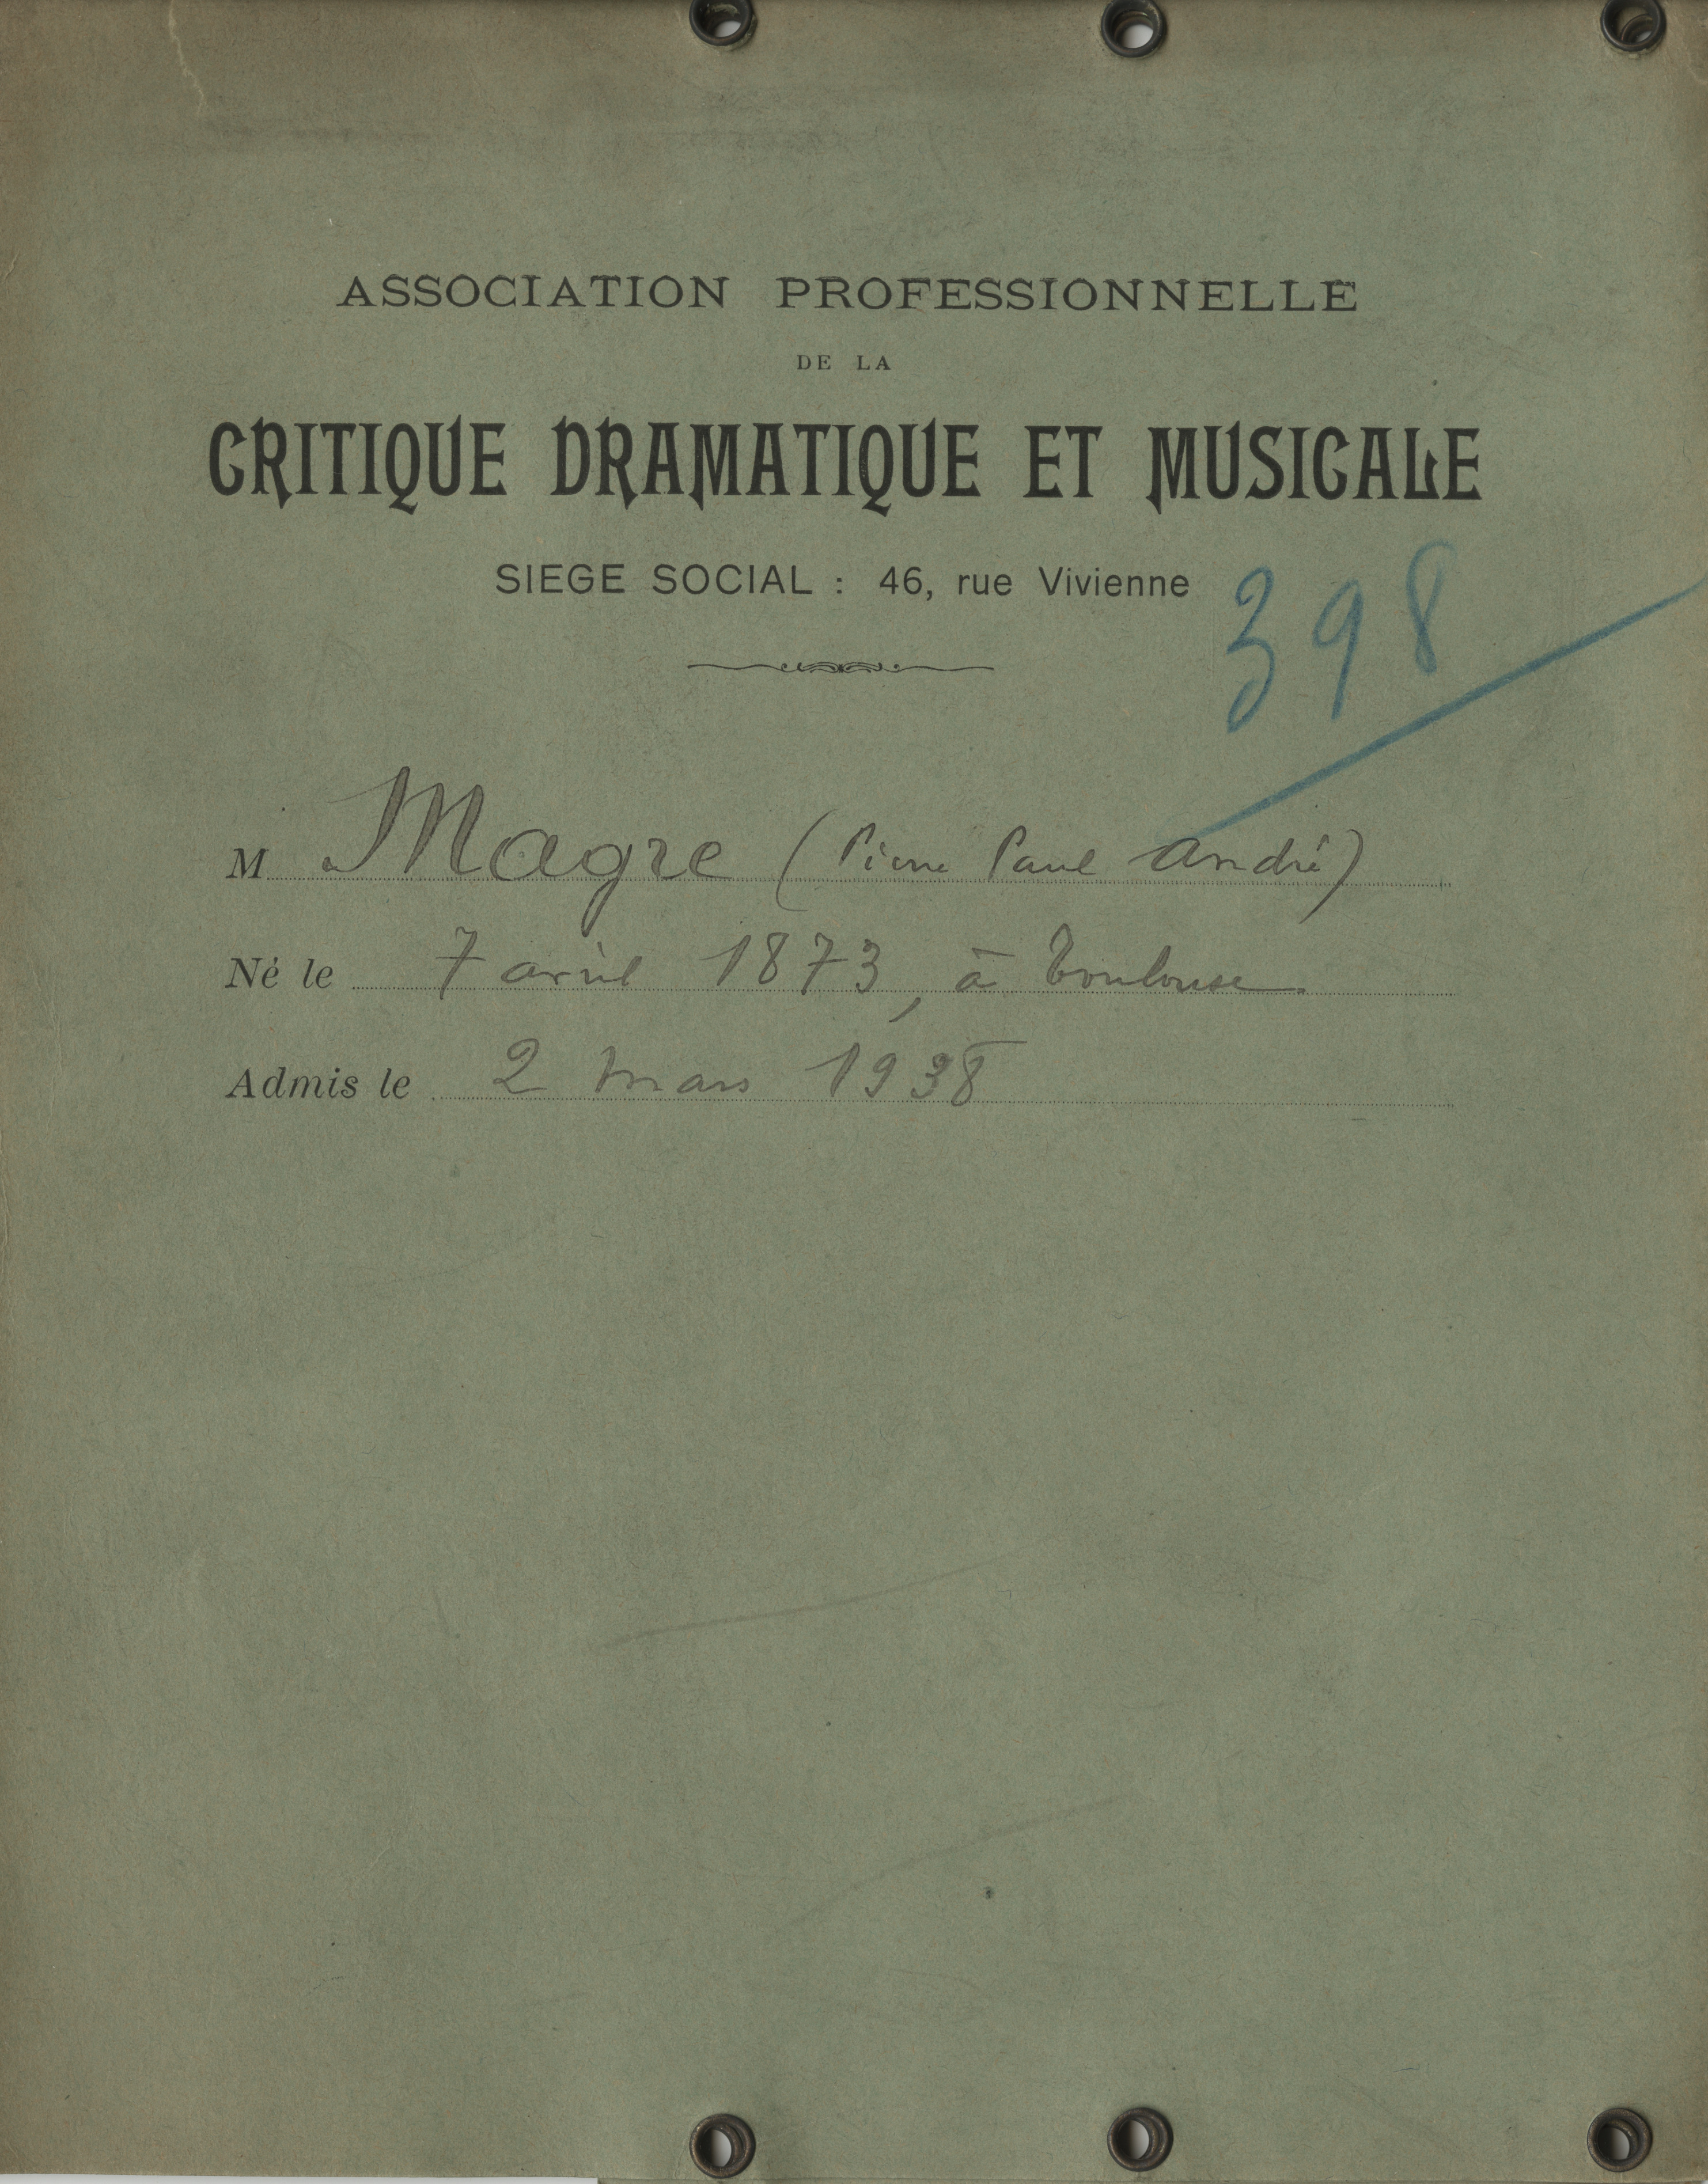 ASSOCIATION PROFESSIONNELLE
DE LA
CRITIQUE DRAMATIQUE ET MUSICALE
SIEGE SOCIAL : 46, rue Vivienne
398
M Magre (Pierre Paul André)
Né le 7 avril 1873, à Toulouse.
Admis le 2 mars 1938